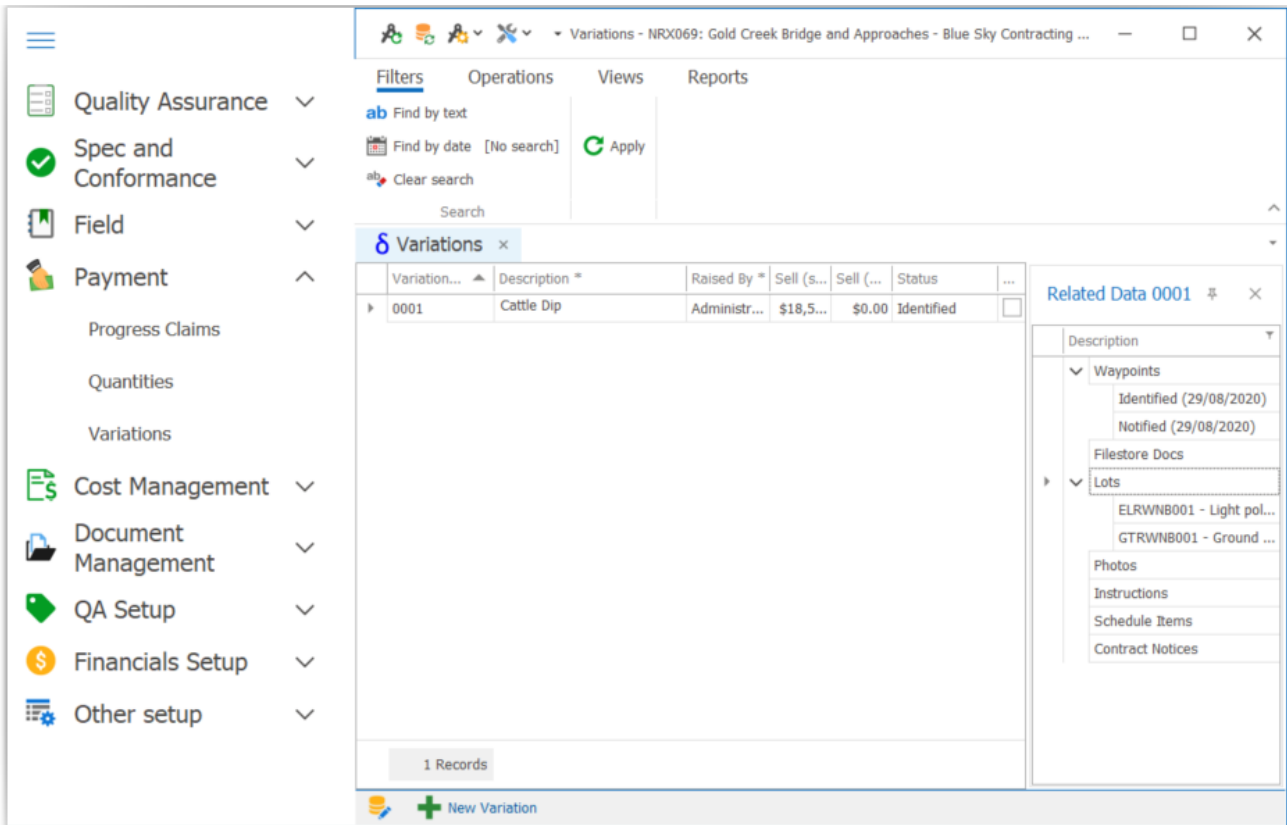 Variations - NRX069: Gold Creek Bridge and Approaches - Blue Sky Contracting ...
Quality Assurance
Spec and
Conformance
Field
Payment
Progress Claims
Quantities
Variations
Cost Management
Document
Management
QA Setup
Financials Setup
Other setup
Filters Operations Views Reports
ab Find by text
Find by date [No search] Apply
ab Clear search
Search
δ Variations ×
Variation... Description * Raised By * Sell (s... Sell (... Status ...
0001 Cattle Dip Administr... $18,5... $0.00 Identified
1 Records
New Variation
Related Data 0001
Description
Waypoints
Identified (29/08/2020)
Notified (29/08/2020)
Filestore Docs
Lots
ELRWNB001 - Light pol...
GTRWNB001 - Ground ...
Photos
Instructions
Schedule Items
Contract Notices